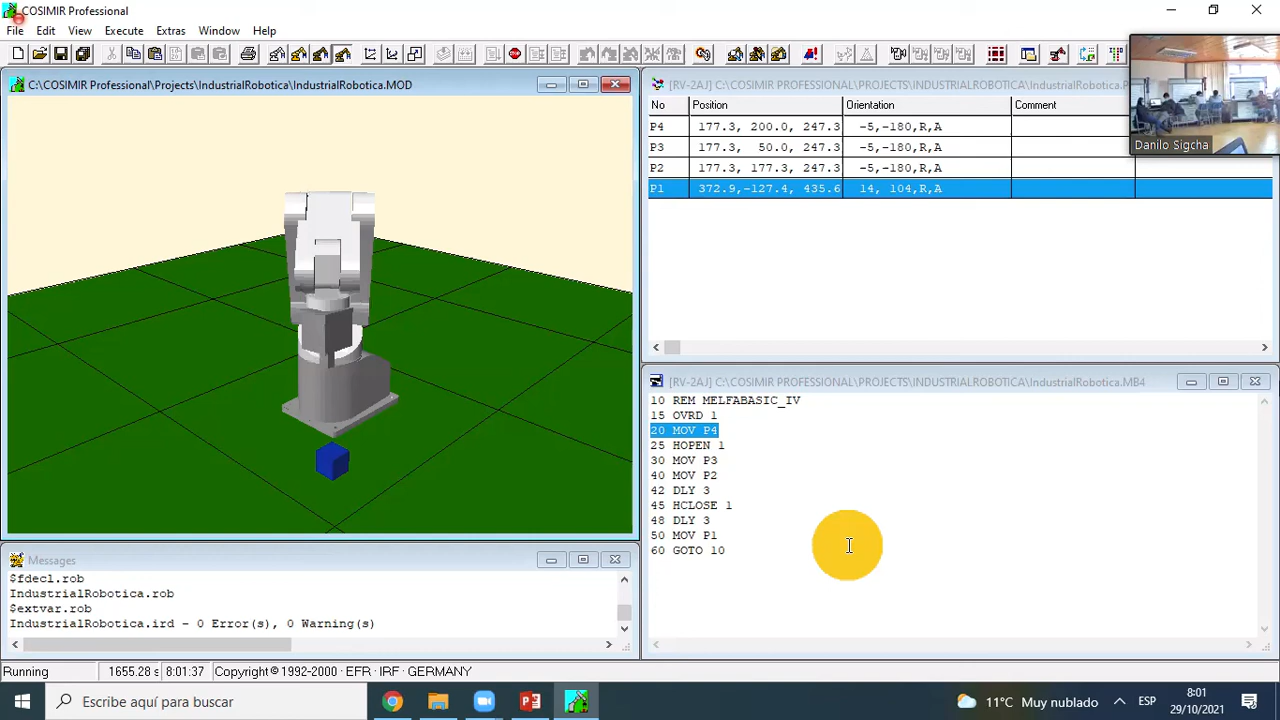 COSIMIR Professional
File Edit View Execute Extras Window Help
C:\COSIMIR Professional\Projects\IndustrialRobotica\IndustrialRobotica.MOD
[RV-2AJ] C:\COSIMIR PROFESSIONAL\PROJECTS\INDUSTRIALROBOTICA\IndustrialRobotica.P
No Position Orientation Comment
P4 177.3, 200.0, 247.3 -5,-180,R,A
P3 177.3, 50.0, 247.3 -5,-180,R,A
P2 177.3, 177.3, 247.3 -5,-180,R,A
P1 372.9,-127.4, 435.6 14, 104,R,A
Danilo Sigcha
[RV-2AJ] C:\COSIMIR PROFESSIONAL\PROJECTS\INDUSTRIALROBOTICA\IndustrialRobotica.MB4
10 REM MELFABASIC_IV
15 OVRD 1
20 MOV P4
25 HOPEN 1
30 MOV P3
40 MOV P2
42 DLY 3
45 HCLOSE 1
48 DLY 3
50 MOV P1
60 GOTO 10
Messages
$fdecl.rob
IndustrialRobotica.rob
$extvar.rob
IndustrialRobotica.ird - 0 Error(s), 0 Warning(s)
Running 1655.28 s 8:01:37 Copyright © 1992-2000 · EFR · IRF · GERMANY
Escribe aquí para buscar
11°C Muy nublado
ESP
8:01
29/10/2021